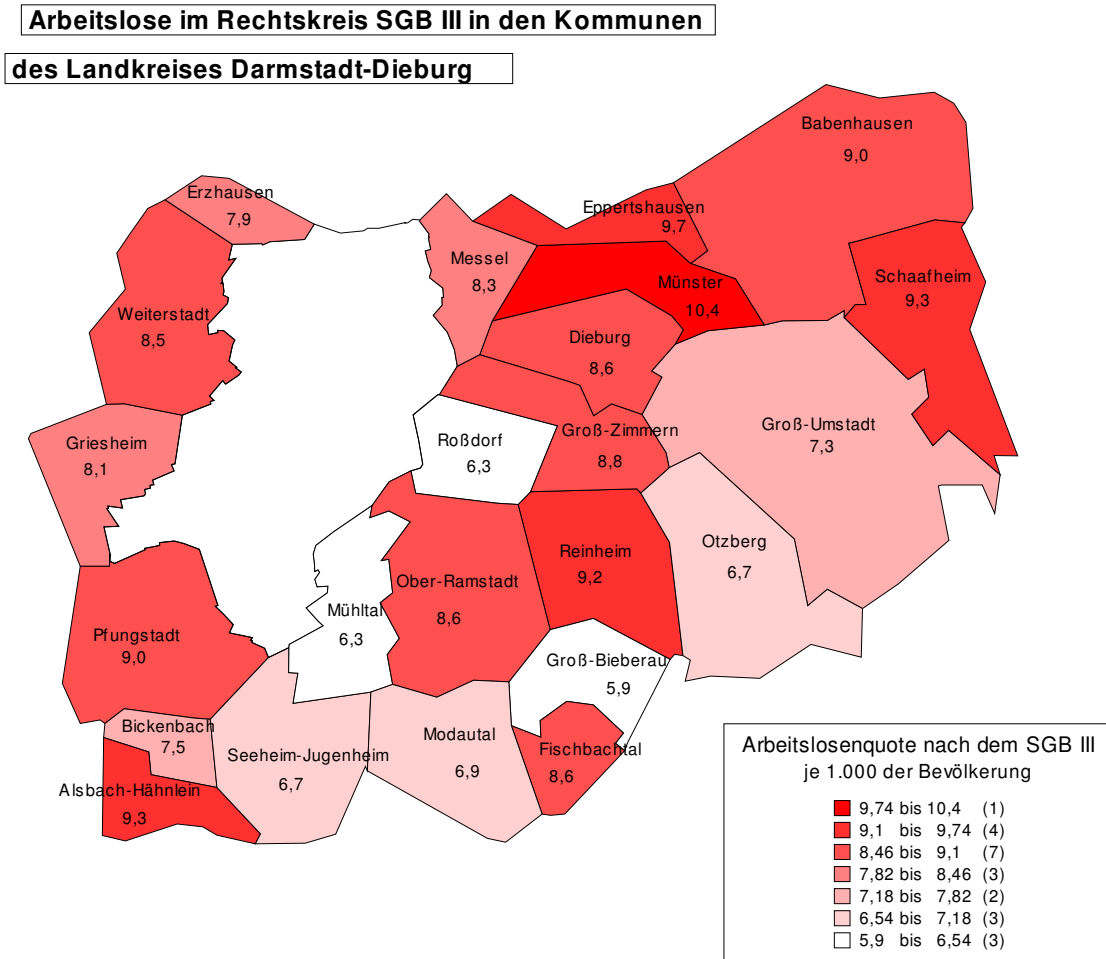 Arbeitslose im Rechtskreis SGB III in den Kommunen
des Landkreises Darmstadt-Dieburg
Babenhausen
9,0
Erzhausen
7,9
Eppertshausen
9,7
Messel
8,3
Münster
10,4
Schaafheim
9,3
Weiterstadt
8,5
Dieburg
8,6
Groß-Umstadt
7,3
Griesheim
8,1
Roßdorf
6,3
Groß-Zimmern
8,8
Otzberg
6,7
Reinheim
9,2
Ober-Ramstadt
8,6
Mühltal
6,3
Pfungstadt
9,0
Groß-Bieberau
5,9
Bickenbach
7,5
Seeheim-Jugenheim
6,7
Modautal
6,9
Fischbachtal
8,6
Alsbach-Hähnlein
9,3
Arbeitslosenquote nach dem SGB III
je 1.000 der Bevölkerung
9,74 bis 10,4 (1)
9,1 bis 9,74 (4)
8,46 bis 9,1 (7)
7,82 bis 8,46 (3)
7,18 bis 7,82 (2)
6,54 bis 7,18 (3)
5,9 bis 6,54 (3)